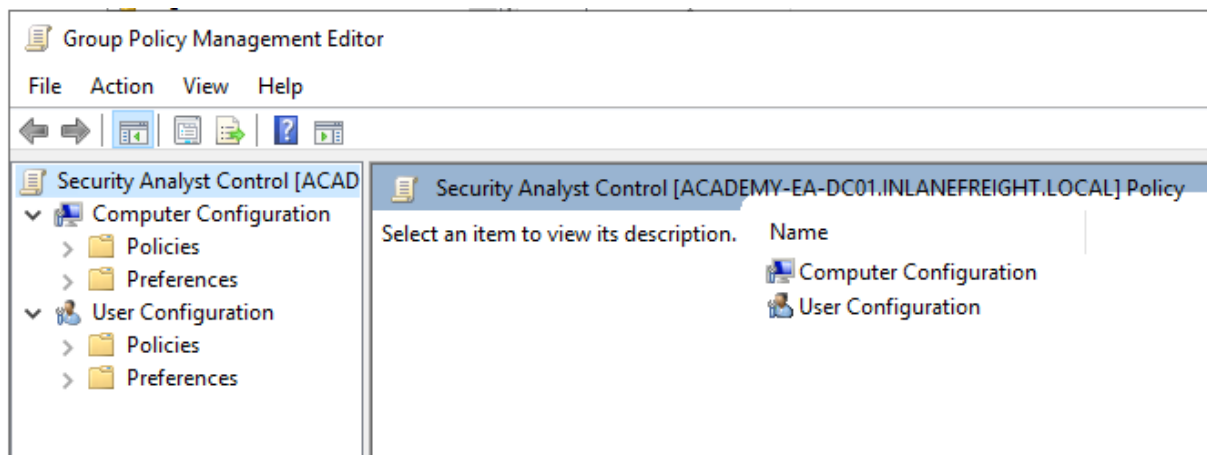 Group Policy Management Editor
File Action View Help
Security Analyst Control [ACAD
Computer Configuration
Policies
Preferences
User Configuration
Policies
Preferences
Security Analyst Control [ACADEMY-EA-DC01.INLANEFREIGHT.LOCAL] Policy
Select an item to view its description.
Name
Computer Configuration
User Configuration